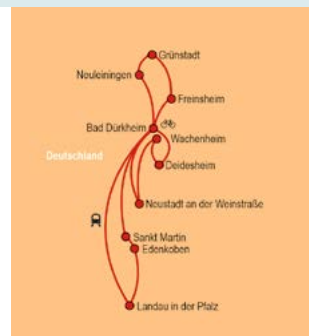 Grünstadt
Neuleiningen
Freinsheim
Bad Dürkheim
Wachenheim
Deutschland
Deidesheim
Neustadt an der Weinstraße
Sankt Martin
Edenkoben
Landau in der Pfalz